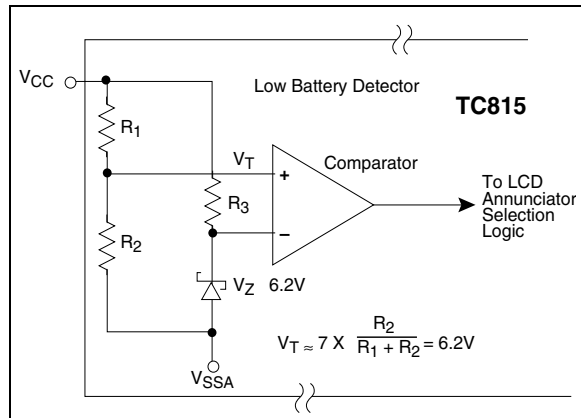 VCC
Low Battery Detector
TC815
R1
VT
Comparator
+
R3
To LCD
Annunciator
Selection
Logic
R2
−
VZ 6.2V
VT ≈ 7 X R2 / R1 + R2 = 6.2V
VSSA